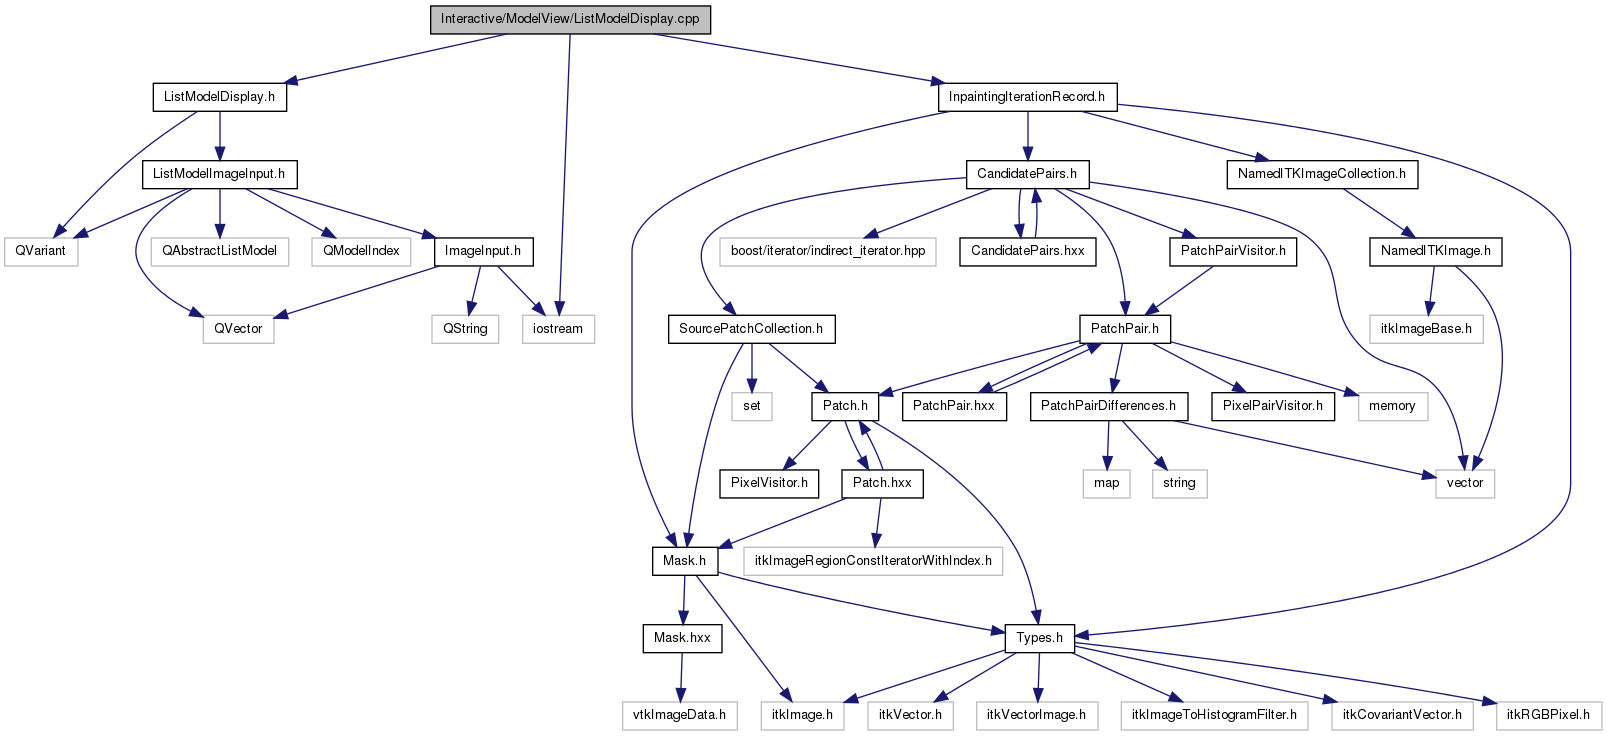 Interactive/ModelView/ListModelDisplay.cpp
ListModelDisplay.h
InpaintingIterationRecord.h
ListModelImageInput.h
CandidatePairs.h
NamedITKImageCollection.h
QVariant
QAbstractListModel
QModelIndex
ImageInput.h
boost/iterator/indirect_iterator.hpp
CandidatePairs.hxx
PatchPairVisitor.h
NamedITKImage.h
QVector
QString
iostream
SourcePatchCollection.h
PatchPair.h
itkImageBase.h
set
Patch.h
PatchPair.hxx
PatchPairDifferences.h
PixelPairVisitor.h
memory
PixelVisitor.h
Patch.hxx
map
string
vector
Mask.h
itkImageRegionConstIteratorWithIndex.h
Mask.hxx
Types.h
vtkImageData.h
itkImage.h
itkVector.h
itkVectorImage.h
itkImageToHistogramFilter.h
itkCovariantVector.h
itkRGBPixel.h